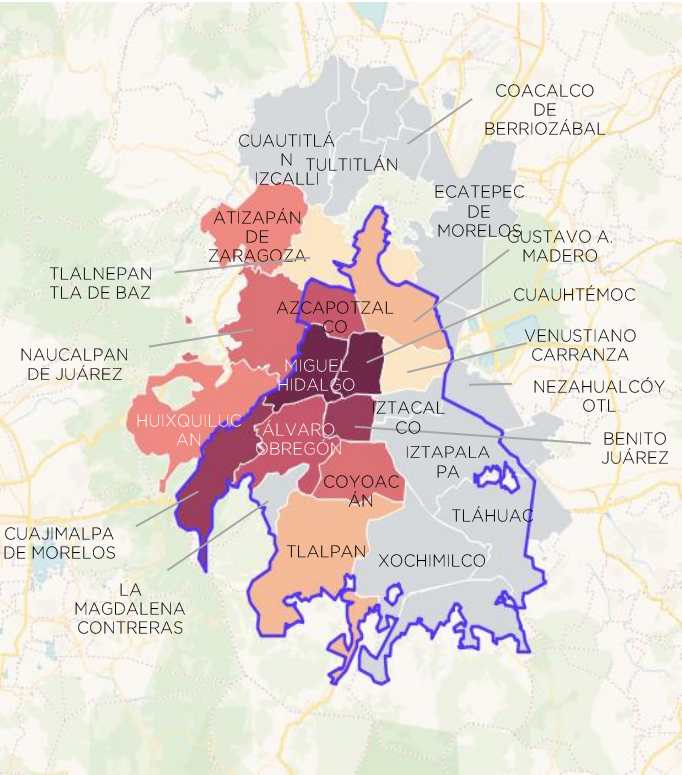 COACALCO
DE
BERRIOZÁBAL
CUAUTITLÁ
N
IZCALLI
TULTITLÁN
ECATEPEC
DE
MORELOS
ATIZAPÁN
DE
ZARAGOZA
GUSTAVO A.
MADERO
TLALNEPAN
TLA DE BAZ
CUAUHTÉMOC
AZCAPOTZAL
CO
VENUSTIANO
CARRANZA
NAUCALPAN
DE JUÁREZ
MIGUEL
HIDALGO
NEZAHUALCÓY
OTL
HUIXQUILUC
AN
IZTACAL
CO
ÁLVARO
OBREGÓN
BENITO
JUÁREZ
IZTAPALA
PA
COYOAC
ÁN
TLÁHUAC
CUAJIMALPA
DE MORELOS
TLALPAN
XOCHIMILCO
LA
MAGDALENA
CONTRERAS